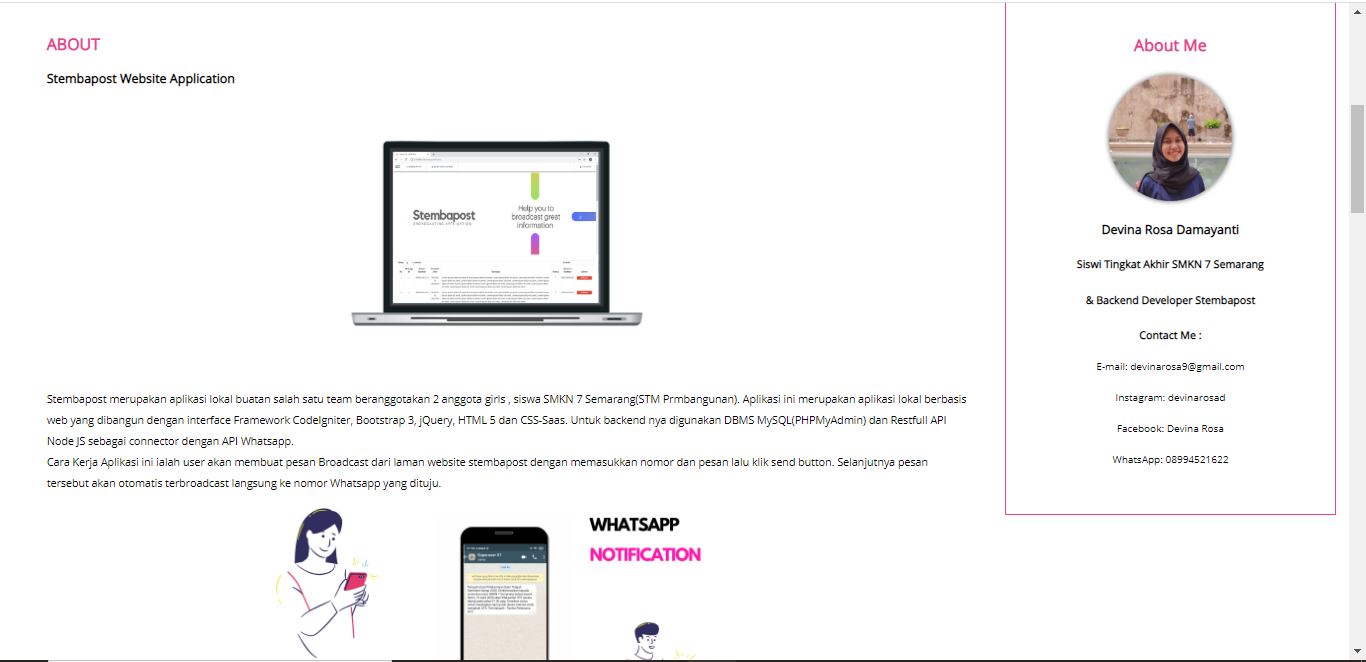 ABOUT
Stembapost Website Application
Stembapost
Help you to
broadcast great
information
Stembapost merupakan aplikasi lokal buatan salah satu team beranggotakan 2 anggota girls , siswa SMKN 7 Semarang(STM Prmbangunan). Aplikasi ini merupakan aplikasi lokal berbasis
web yang dibangun dengan interface Framework CodeIgniter, Bootstrap 3, jQuery, HTML 5 dan CSS-Saas. Untuk backend nya digunakan DBMS MySQL(PHPMyAdmin) dan Restfull API
Node JS sebagai connector dengan API Whatsapp.
Cara Kerja Aplikasi ini ialah user akan membuat pesan Broadcast dari laman website stembapost dengan memasukkan nomor dan pesan lalu klik send button. Selanjutnya pesan
tersebut akan otomatis terbroadcast langsung ke nomor Whatsapp yang dituju.
WHATSAPP
NOTIFICATION
About Me
Devina Rosa Damayanti
Siswi Tingkat Akhir SMKN 7 Semarang
& Backend Developer Stembapost
Contact Me :
E-mail: devinarosa9@gmail.com
Instagram: devinarosad
Facebook: Devina Rosa
WhatsApp: 08994521622